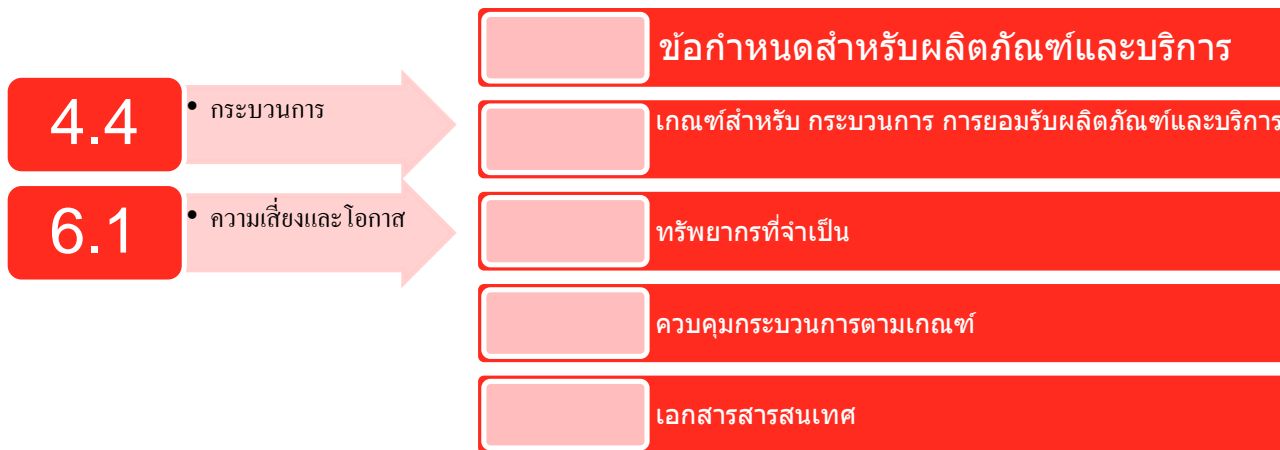 4.4
• กระบวนการ
6.1
• ความเสี่ยงและโอกาส
ข้อกำหนดสำหรับผลิตภัณฑ์และบริการ
เกณฑ์สำหรับ กระบวนการ การยอมรับผลิตภัณฑ์และบริการ
ทรัพยากรที่จำเป็น
ควบคุมกระบวนการตามเกณฑ์
เอกสารสารสนเทศ